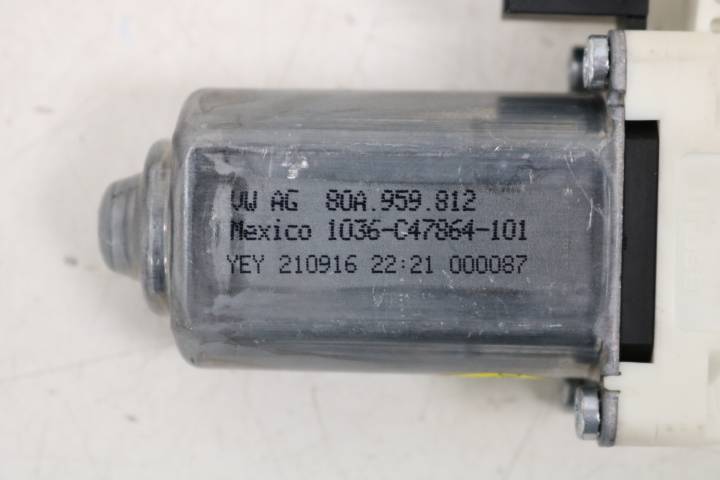 VW AG 80A.959.812
Mexico 1036-C47864-101
YEY 210916 22:21 000087